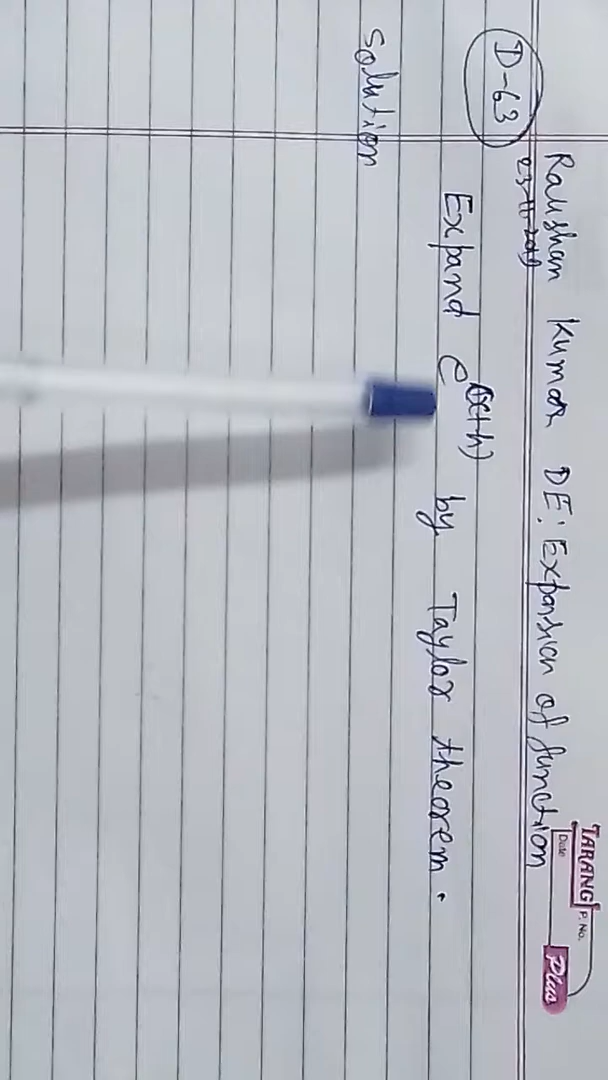 TARANG P. No.
Date
Plus
Raushan Kumar DE: Expansion of function
D-63
Expand e^(x+h) by Taylor theorem.
Solution